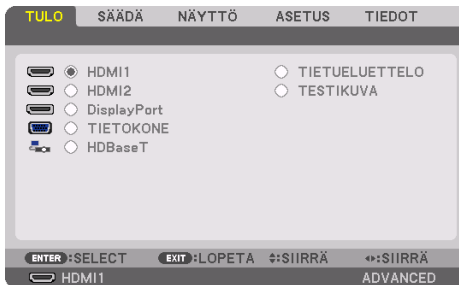 TULO SÄÄDÄ NÄYTTÖ ASETUS TIEDOT
HDMI1 TIETUELUETTELO
HDMI2 TESTIKUVA
DisplayPort
TIETOKONE
HDBaseT
ENTER :SELECT EXIT :LOPETA :SIIRRÄ :SIIRRÄ
HDMI1 ADVANCED